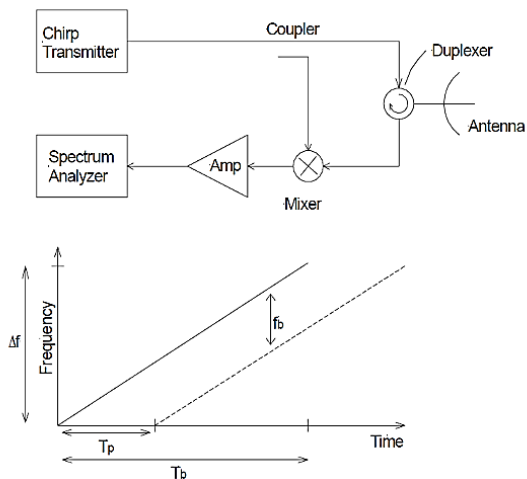 Chirp
Transmitter
Coupler
Duplexer
Antenna
Spectrum
Analyzer
Amp
Mixer
Δf
Frequency
fb
Tp
Time
Tb